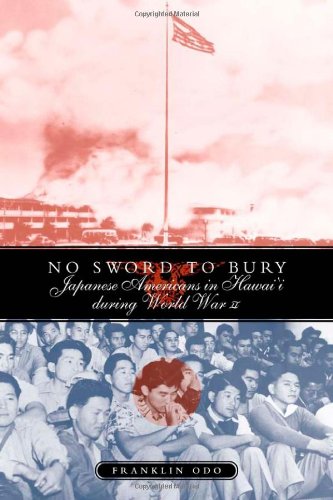 NO SWORD TO BURY
Japanese Americans in Hawai'i
during World War II
FRANKLIN ODO